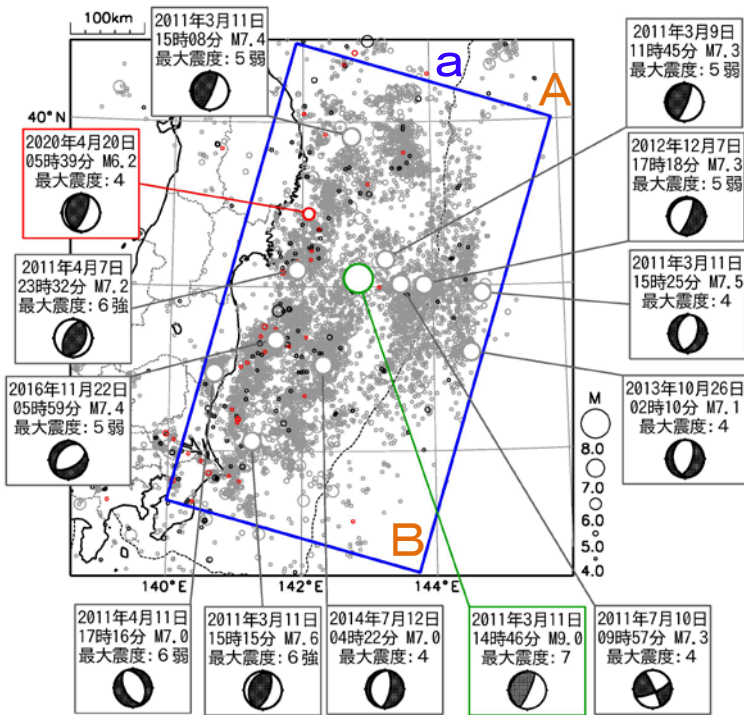 100km
2011年3月11日
15時08分 M7.4
最大震度:5弱
2011年3月9日
11時45分 M7.3
最大震度:5弱
a
A
40°N
2020年4月20日
05時39分 M6.2
最大震度:4
2012年12月7日
17時18分 M7.3
最大震度:5弱
2011年4月7日
23時32分 M7.2
最大震度:6強
2011年3月11日
15時25分 M7.5
最大震度:4
2016年11月22日
05時59分 M7.4
最大震度:5弱
2013年10月26日
02時10分 M7.1
最大震度:4
M
8.0
7.0
6.0
5.0
4.0
B
140°E
142°E
144°E
2011年4月11日
17時16分 M7.0
最大震度:6弱
2011年3月11日
15時15分 M7.6
最大震度:6強
2014年7月12日
04時22分 M7.0
最大震度:4
2011年3月11日
14時46分 M9.0
最大震度:7
2011年7月10日
09時57分 M7.3
最大震度:4